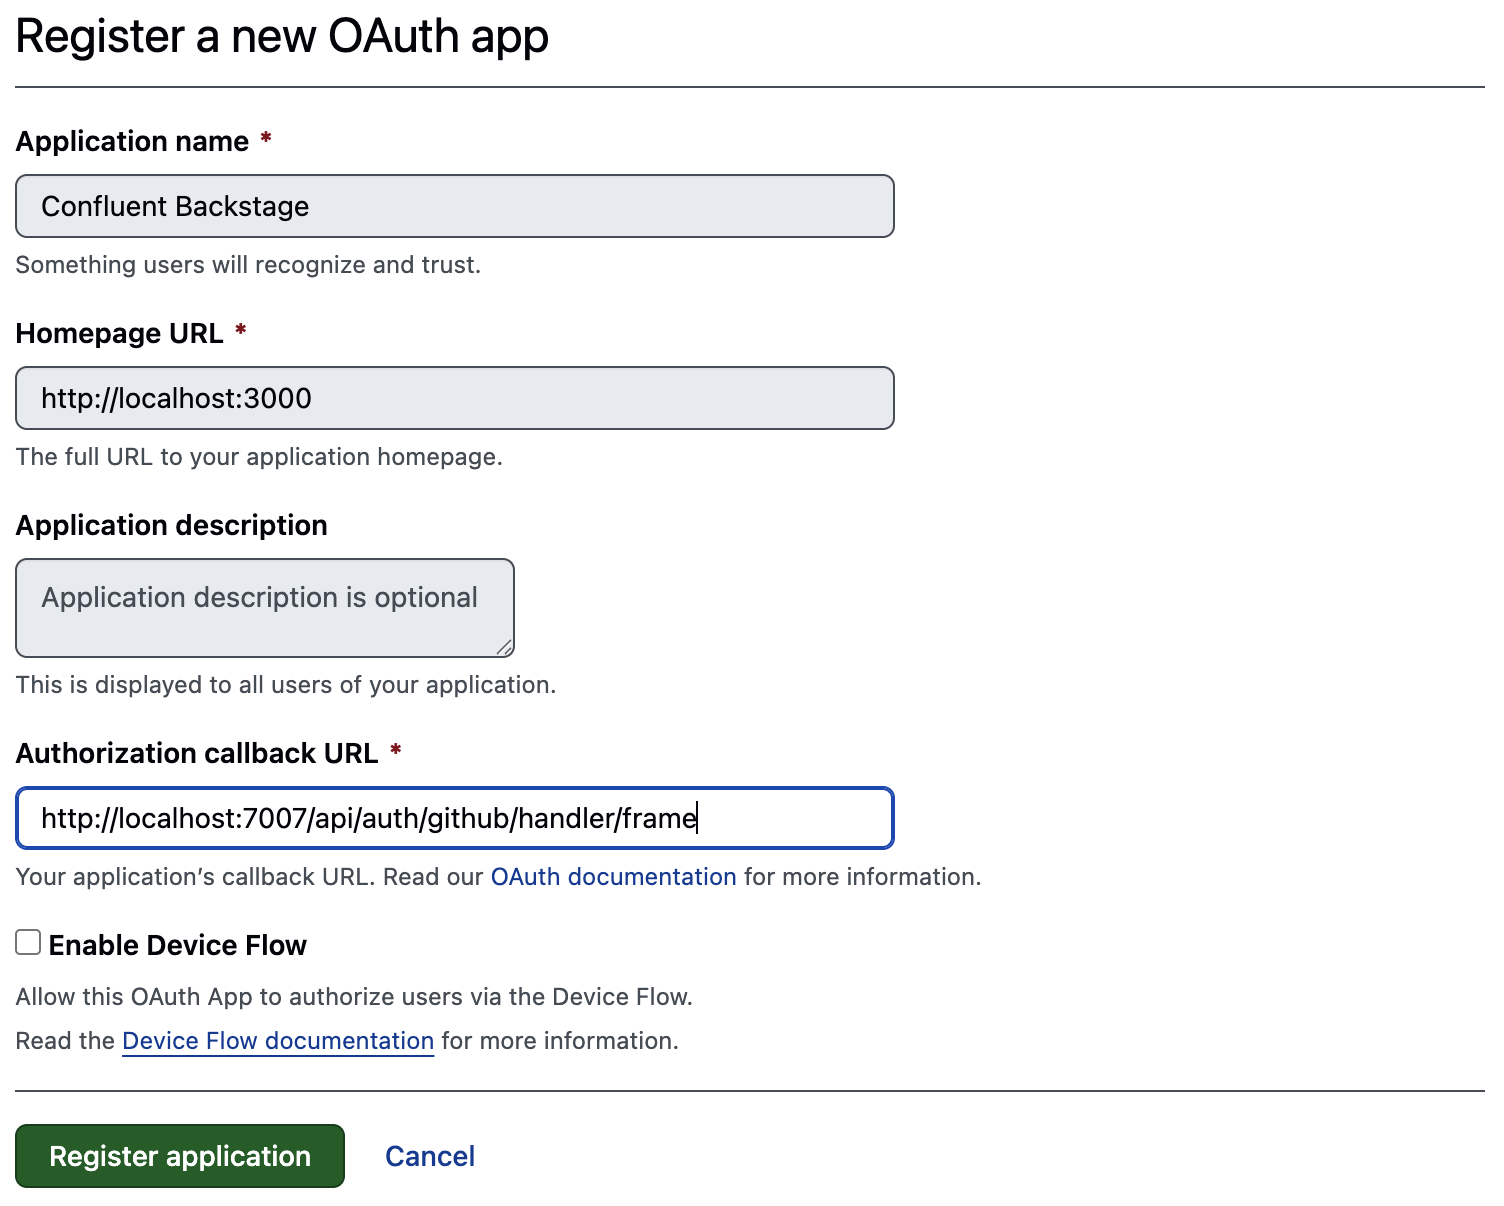 Register a new OAuth app
Application name *
Confluent Backstage
Something users will recognize and trust.
Homepage URL *
http://localhost:3000
The full URL to your application homepage.
Application description
Application description is optional
This is displayed to all users of your application.
Authorization callback URL *
http://localhost:7007/api/auth/github/handler/frame
Your application’s callback URL. Read our OAuth documentation for more information.
Enable Device Flow
Allow this OAuth App to authorize users via the Device Flow.
Read the Device Flow documentation for more information.
Register application Cancel